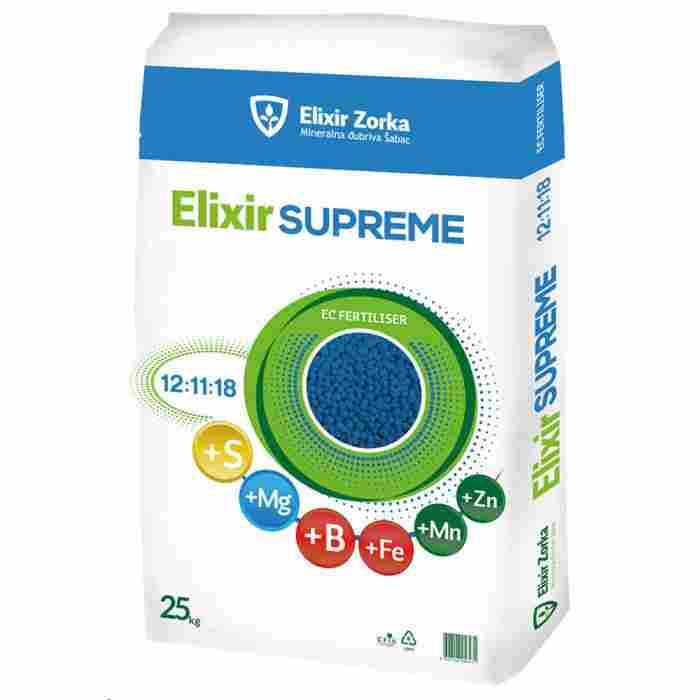 Elixir Zorka
Mineralna đubriva Šabac
Elixir SUPREME
EC FERTILISER
12:11:18
+S
+Mg
+B
+Fe
+Mn
+Zn
25kg
EC FERTILISER
12:11:18
Elixir SUPREME
Elixir Zorka